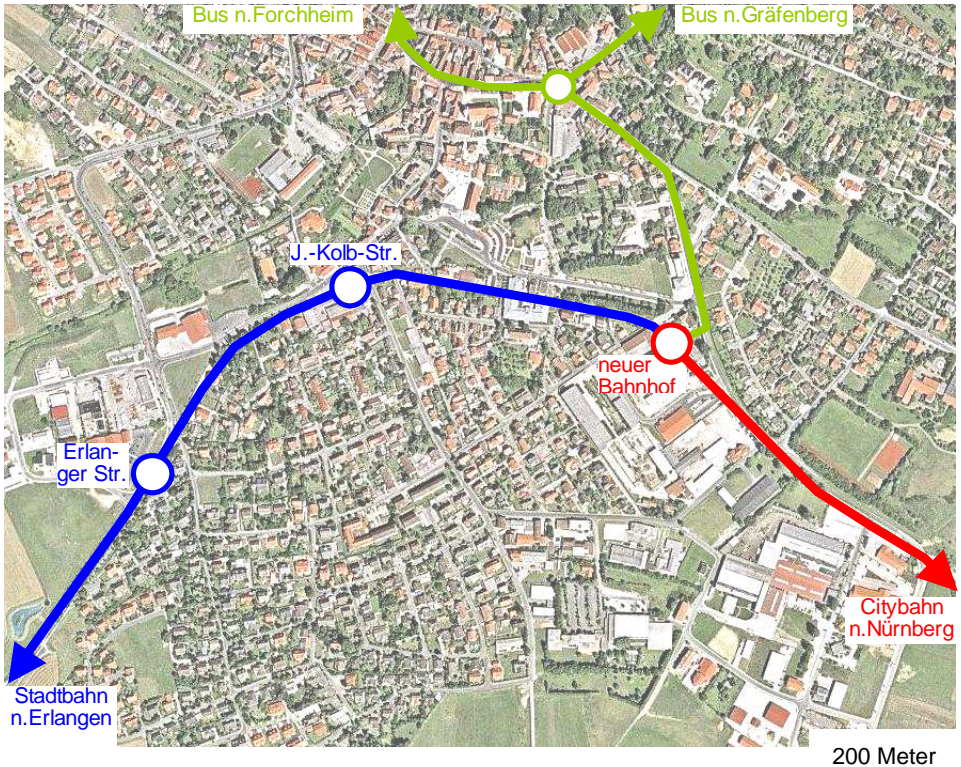 Bus n.Forchheim
Bus n.Gräfenberg
J.-Kolb-Str.
neuer
Bahnhof
Erlan-
ger Str.
Citybahn
n.Nürnberg
Stadtbahn
n.Erlangen
200 Meter